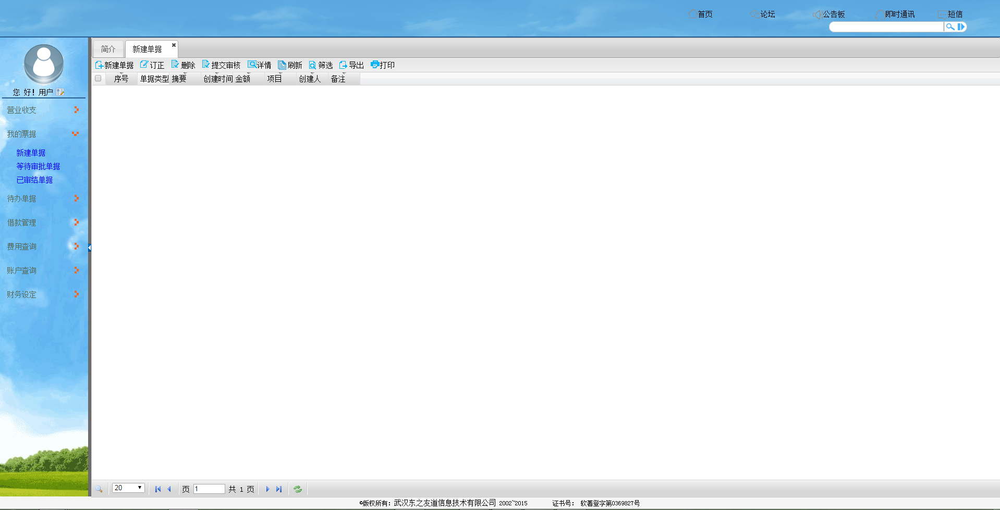 首页 论坛 公告板 即时通讯 短信
简介 新建单据
新建单据 订正 删除 提交审核 详情 刷新 筛选 导出 打印
序号 单据类型 摘要 创建时间 金额 项目 创建人 备注
您 好！用户
营业收支
我的票据
新建单据
等待审批单据
已审结单据
待办单据
借款管理
费用查询
账户查询
财务设定
20 页 1 共 1 页
©版权所有：武汉东之友道信息技术有限公司 2002~2015 证书号： 软著登字第0369827号